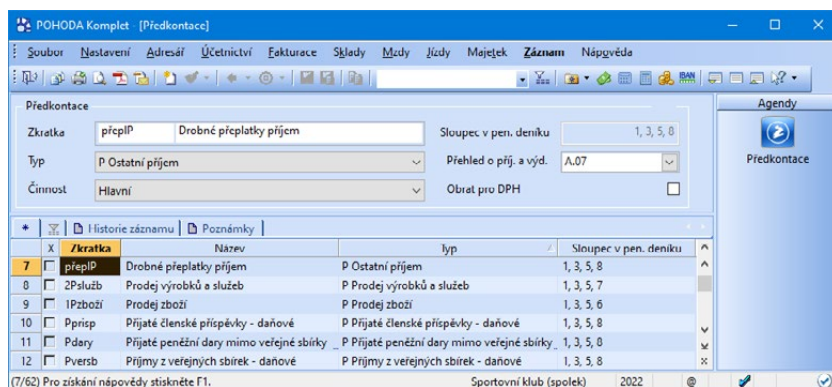 POHODA Komplet - [Předkontace]
Soubor Nastavení Adresář Účetnictví Fakturace Sklady Mzdy Jízdy Majetek Záznam Nápověda
IBAN
Předkontace
Agendy
Zkratka přeplP Drobné přeplatky příjem Sloupec v pen. deníku 1, 3, 5, 8
Typ P Ostatní příjem Přehled o příj. a výd. A.07
Předkontace
Činnost Hlavní Obrat pro DPH
* Historie záznamu Poznámky
X Zkratka Název Typ Sloupec v pen. deníku
7 přeplP Drobné přeplatky příjem P Ostatní příjem 1, 3, 5, 8
8 2Pslužb Prodej výrobků a služeb P Prodej výrobků a služeb 1, 3, 5, 7
9 1Pzboží Prodej zboží P Prodej zboží 1, 3, 5, 6
10 Pprisp Přijaté členské příspěvky - daňové P Přijaté členské příspěvky - daňové 1, 3, 5, 8
11 Pdary Přijaté peněžní dary mimo veřejné sbírky P Přijaté peněžní dary mimo veřejné sbírky 1, 3, 5, 8
12 Pversb Příjmy z veřejných sbírek - daňové P Příjmy z veřejných sbírek - daňové 1, 3, 5, 8
(7/62) Pro získání nápovědy stiskněte F1. Sportovní klub (spolek) 2022 @